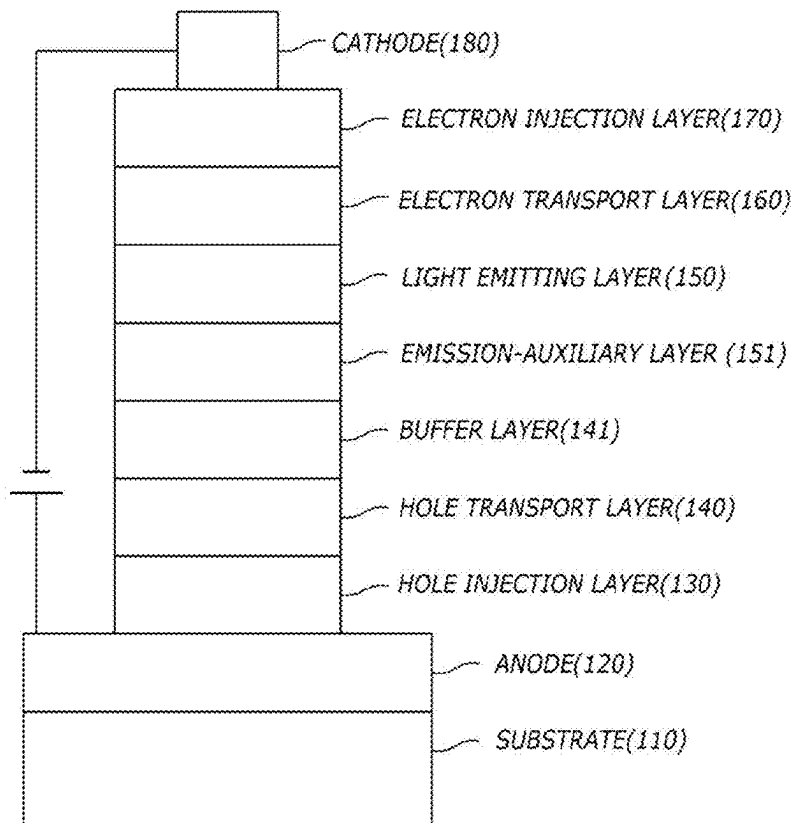 CATHODE(180)
ELECTRON INJECTION LAYER(170)
ELECTRON TRANSPORT LAYER(160)
LIGHT EMITTING LAYER(150)
EMISSION-AUXILIARY LAYER (151)
BUFFER LAYER(141)
HOLE TRANSPORT LAYER(140)
HOLE INJECTION LAYER(130)
ANODE(120)
SUBSTRATE(110)